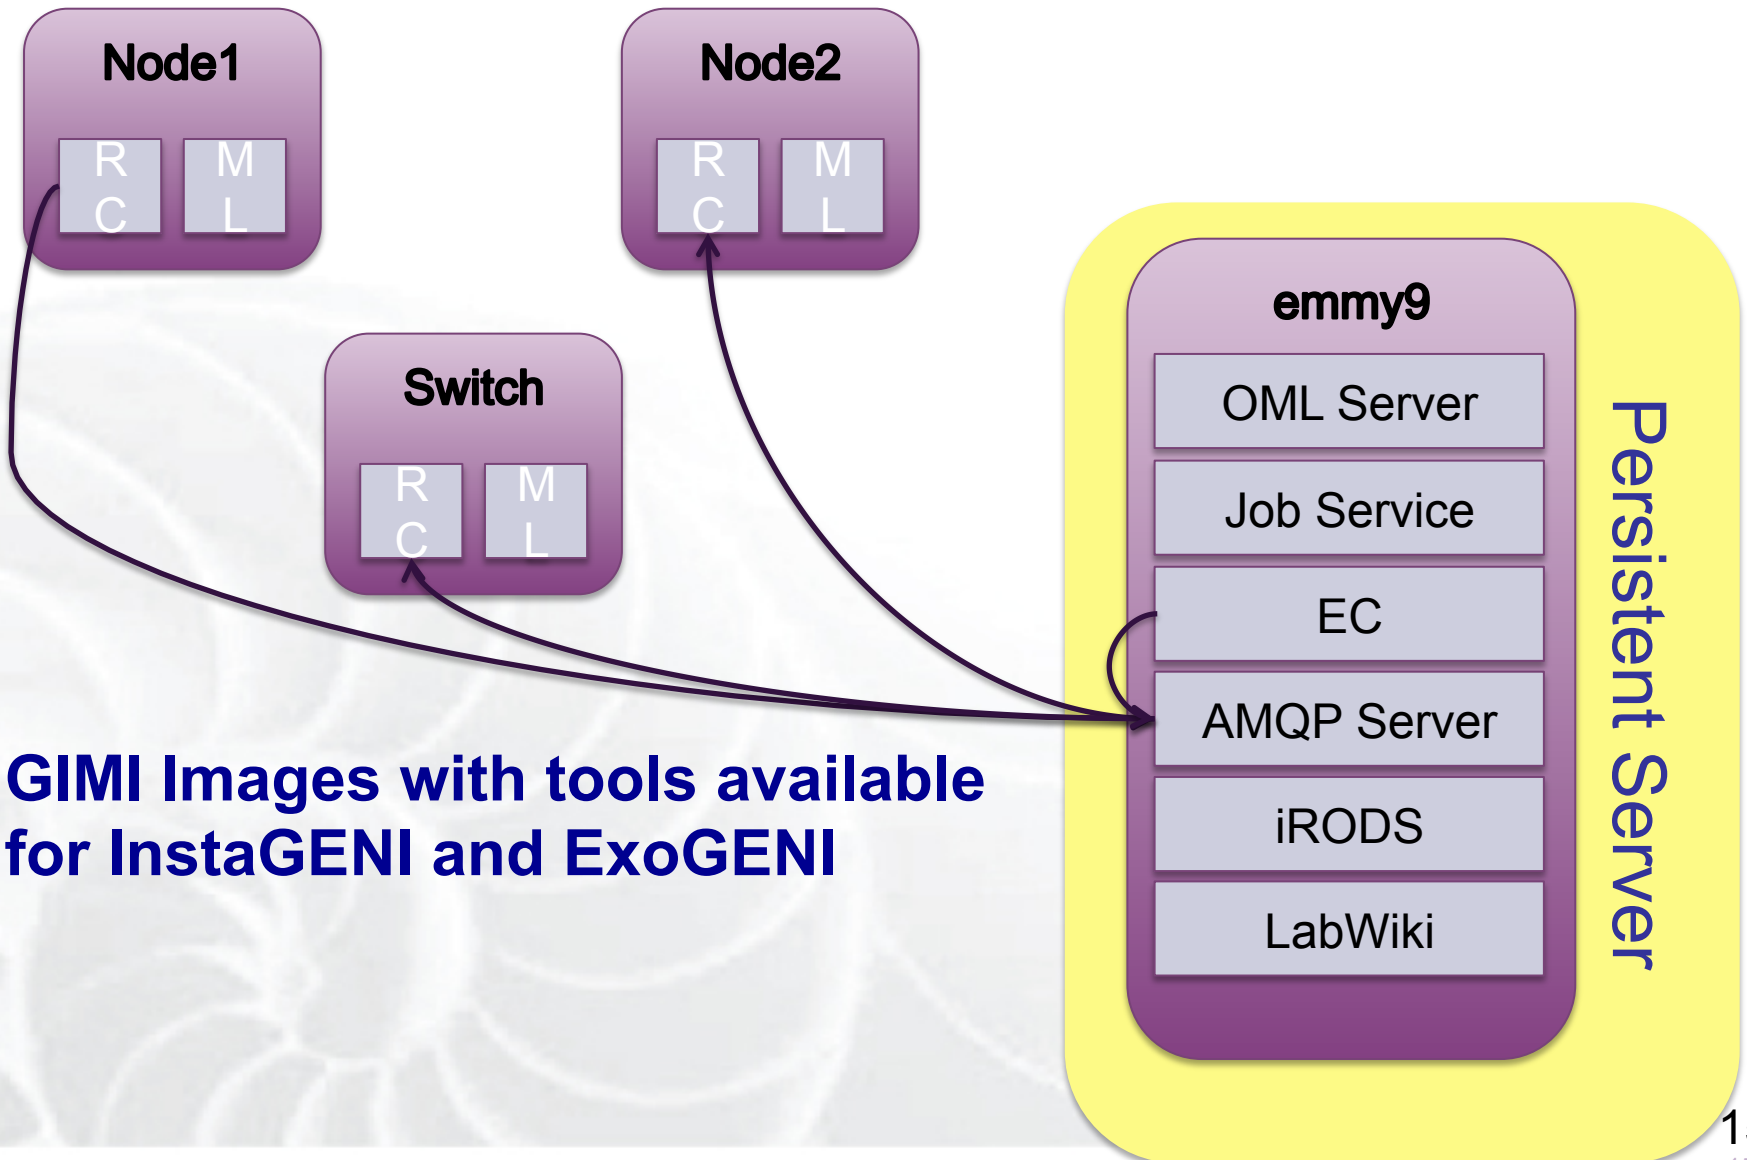 Node1
R
C
M
L
Node2
R
C
M
L
Switch
R
C
M
L
emmy9
OML Server
Job Service
EC
AMQP Server
iRODS
LabWiki
Persistent Server
GIMI Images with tools available
for InstaGENI and ExoGENI